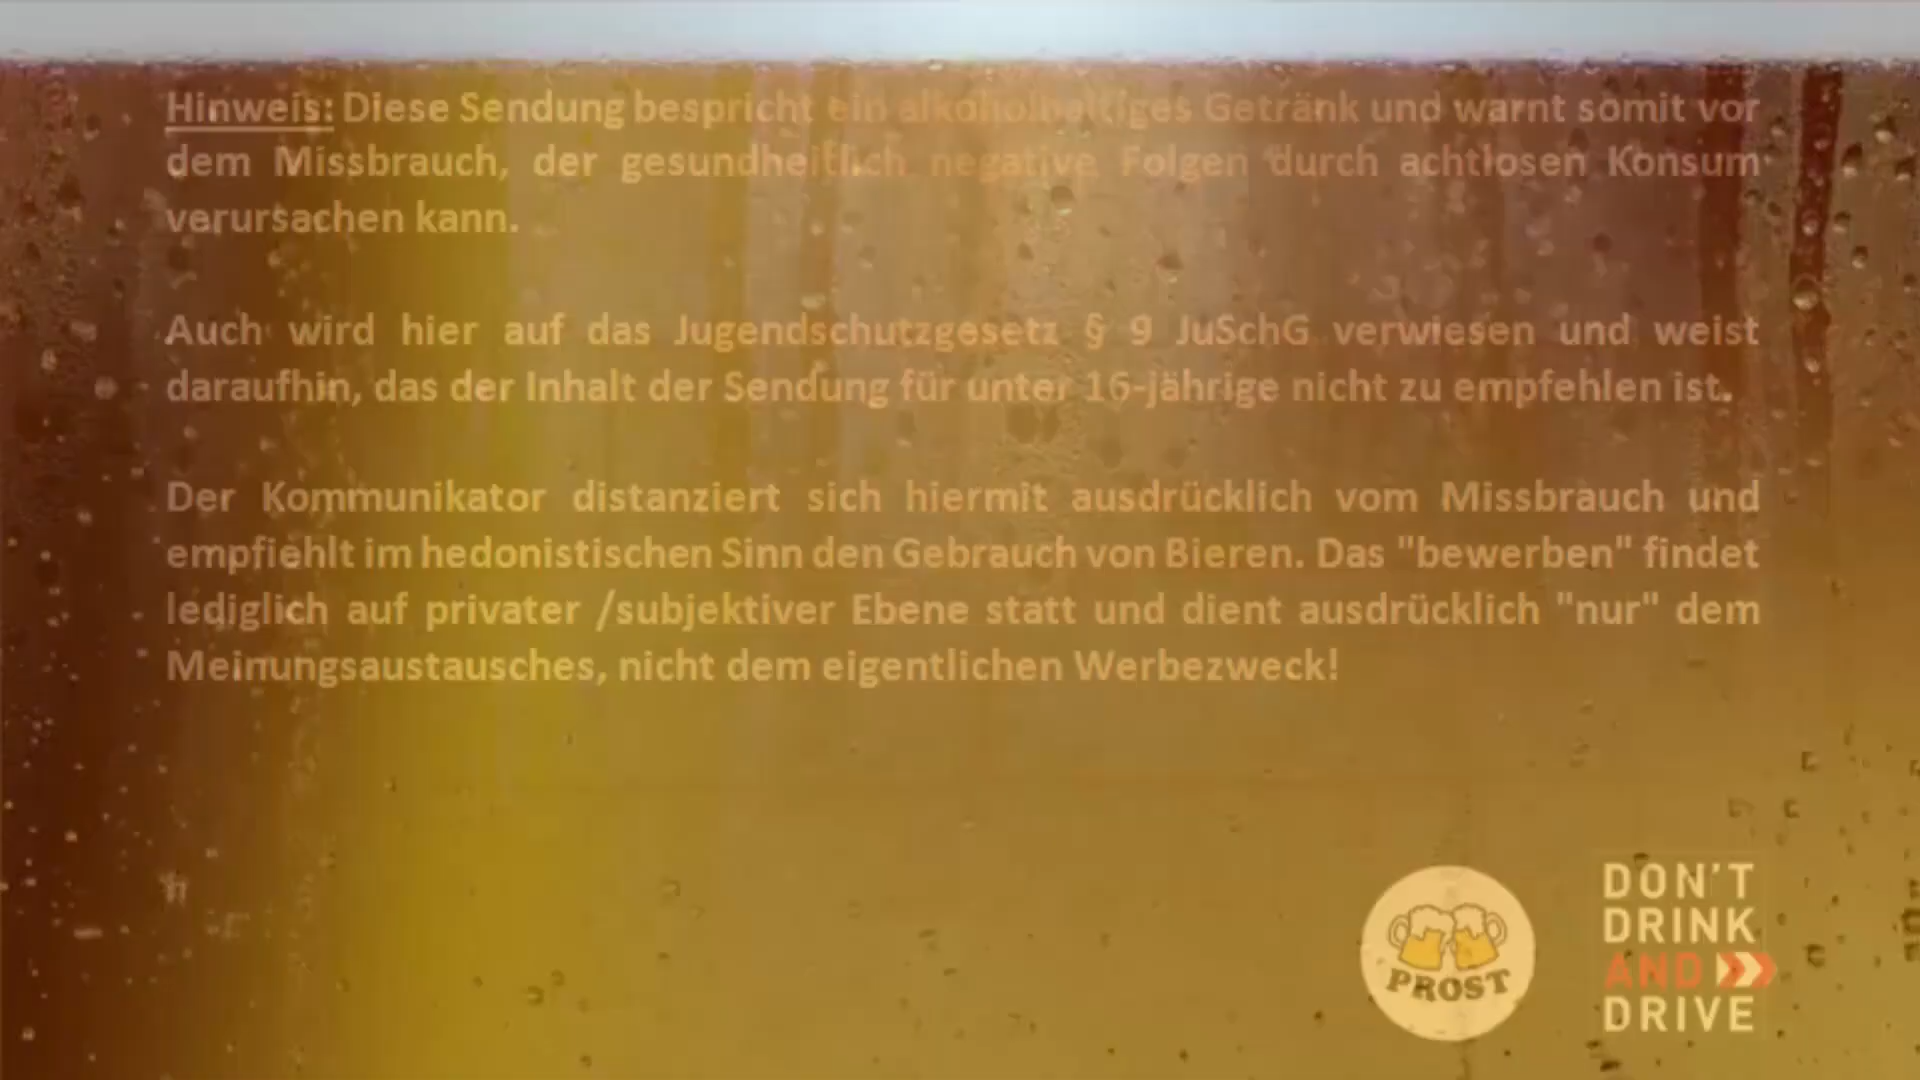 Hinweis: Diese Sendung bespricht ein alkoholhaltiges Getränk und warnt somit vor
dem Missbrauch, der gesundheitlich negative Folgen durch achtlosen Konsum
verursachen kann.
Auch wird hier auf das Jugendschutzgesetz § 9 JuSchG verwiesen und weist
daraufhin, das der Inhalt der Sendung für unter 16-jährige nicht zu empfehlen ist.
Der Kommunikator distanziert sich hiermit ausdrücklich vom Missbrauch und
empfiehlt im hedonistischen Sinn den Gebrauch von Bieren. Das "bewerben" findet
lediglich auf privater /subjektiver Ebene statt und dient ausdrücklich "nur" dem
Meinungsaustausches, nicht dem eigentlichen Werbezweck!
PROST
DON'T
DRINK
AND
DRIVE